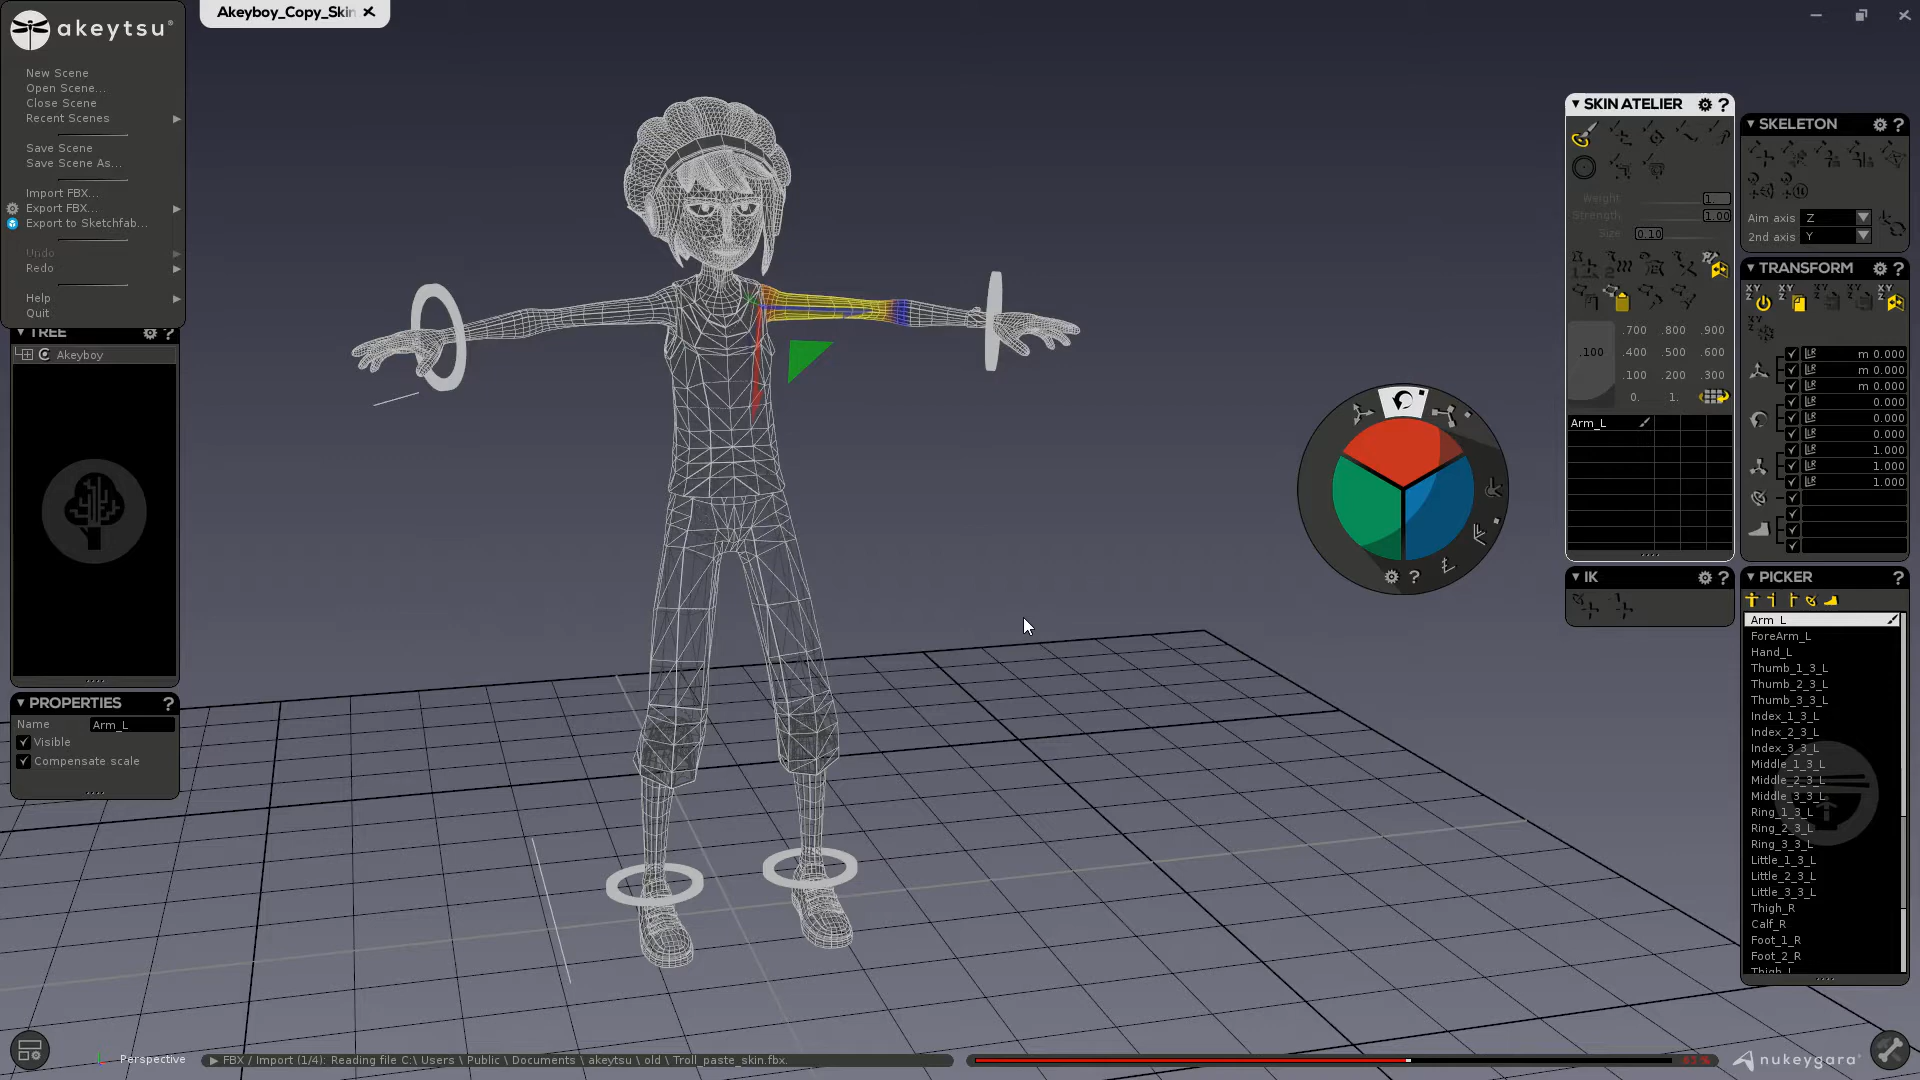 akeytsu®
Akeyboy_Copy_Skin
New Scene
Open Scene...
Close Scene
Recent Scenes
Save Scene
Save Scene As...
Import FBX...
Export FBX...
Export to Sketchfab...
Undo
Redo
Help
Quit
TREE
Akeyboy
PROPERTIES
Name Arm_L
Visible
Compensate scale
SKIN ATELIER
Weight 1.
Strength 1.00
Size 0.10
.100
.700 .800 .900
.400 .500 .600
.100 .200 .300
0. 1.
Arm_L
IK
SKELETON
Aim axis Z
2nd axis Y
TRANSFORM
m 0.000
m 0.000
m 0.000
0.000
0.000
0.000
1.000
1.000
1.000
PICKER
Arm_L
ForeArm_L
Hand_L
Thumb_1_3_L
Thumb_2_3_L
Thumb_3_3_L
Index_1_3_L
Index_2_3_L
Index_3_3_L
Middle_1_3_L
Middle_2_3_L
Middle_3_3_L
Ring_1_3_L
Ring_2_3_L
Ring_3_3_L
Little_1_3_L
Little_2_3_L
Little_3_3_L
Thigh_R
Calf_R
Foot_1_R
Foot_2_R
Thigh_L
Perspective
FBX / Import (1/4): Reading file C:\ Users \ Public \ Documents \ akeytsu \ old \ Troll_paste_skin.fbx.
nukeygara